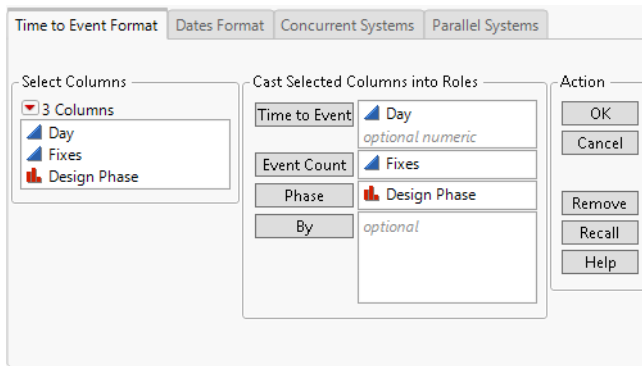 Time to Event Format Dates Format Concurrent Systems Parallel Systems
Select Columns
3 Columns
Day
Fixes
Design Phase
Cast Selected Columns into Roles
Time to Event Day
optional numeric
Event Count Fixes
Phase Design Phase
By optional
Action
OK
Cancel
Remove
Recall
Help